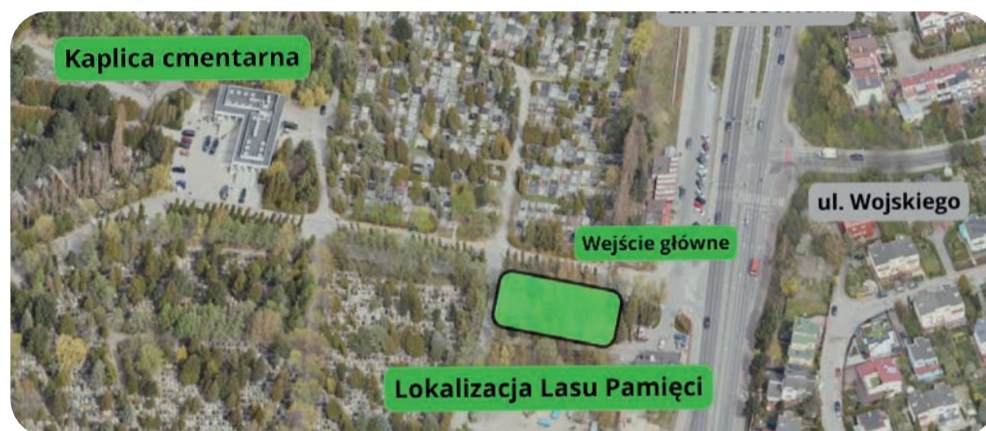 Kaplica cmentarna
ul. Wojskiego
Wejście główne
Lokalizacja Lasu Pamięci